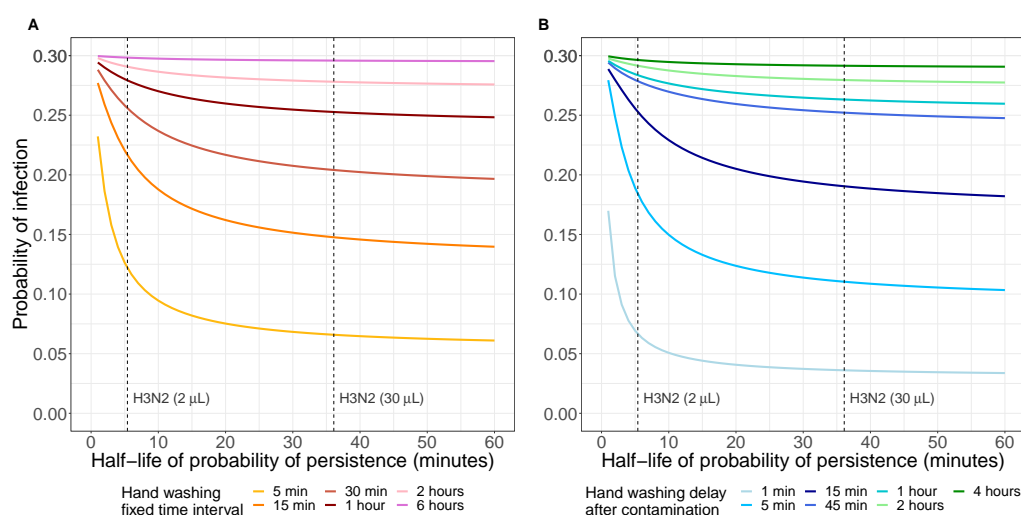 A
B
Probability of infection
0.30
0.25
0.20
0.15
0.10
0.05
0.00
H3N2 (2 μL)
H3N2 (30 μL)
0 10 20 30 40 50 60
Half−life of probability of persistence (minutes)
Hand washing
fixed time interval
5 min 30 min 2 hours
15 min 1 hour 6 hours
0.30
0.25
0.20
0.15
0.10
0.05
0.00
H3N2 (2 μL)
H3N2 (30 μL)
0 10 20 30 40 50 60
Half−life of probability of persistence (minutes)
Hand washing delay
after contamination
1 min 15 min 1 hour 4 hours
5 min 45 min 2 hours